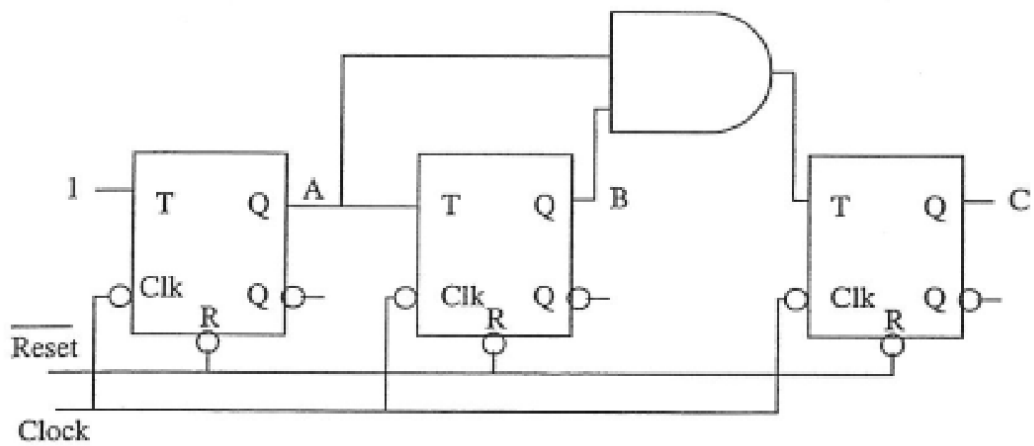 1
T Q
A
T Q
B
T Q
C
Clk Q
R
Clk Q
R
Clk Q
R
Reset
Clock